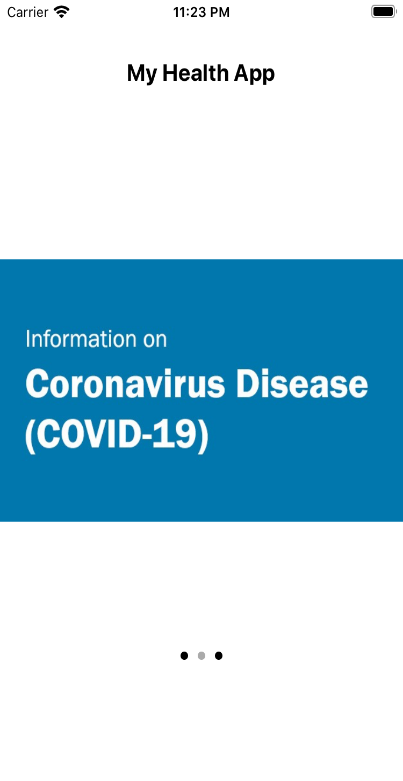 Carrier 11:23 PM
My Health App
Information on
Coronavirus Disease
(COVID-19)